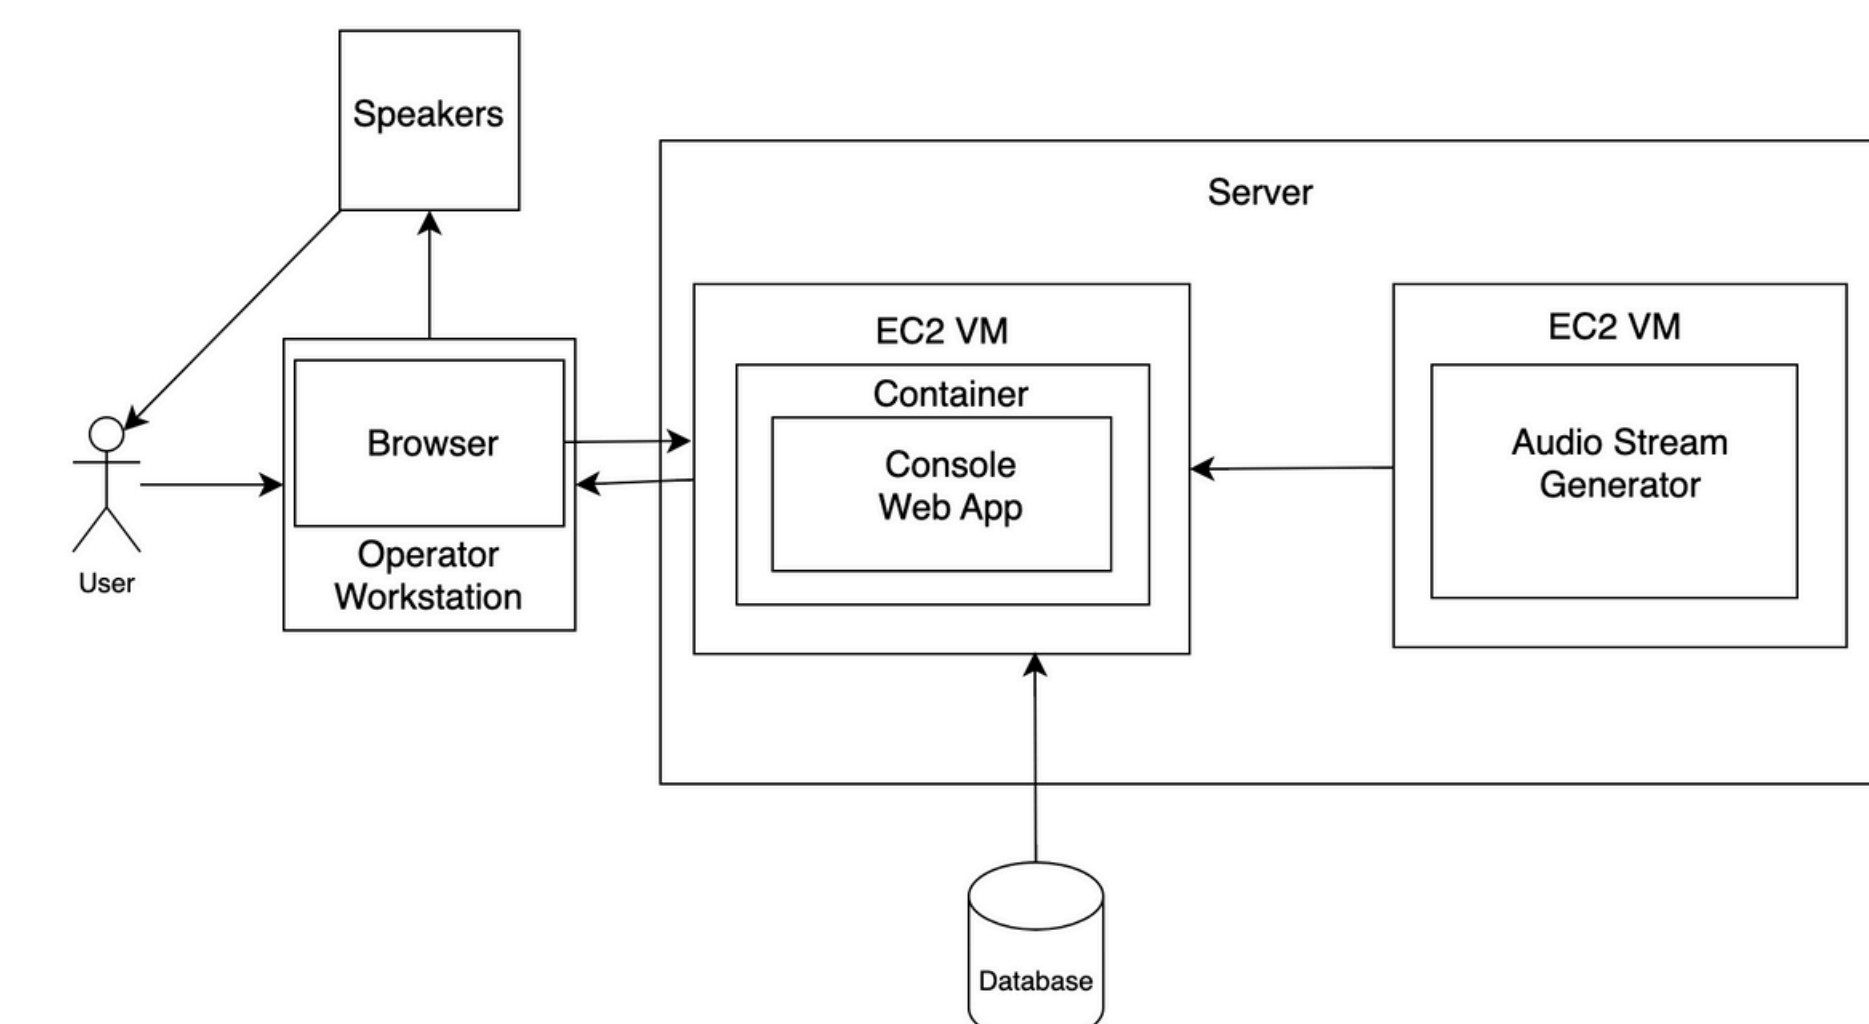 Speakers
Server
EC2 VM
Container
Console
Web App
EC2 VM
Audio Stream
Generator
Browser
Operator
Workstation
User
Database